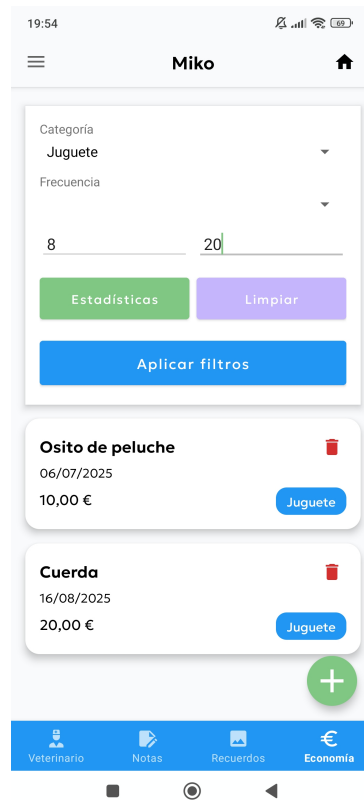 19:54
69
Miko
Categoría
Juguete
Frecuencia
8
20
Estadísticas
Limpiar
Aplicar filtros
Osito de peluche
06/07/2025
10,00 €
Juguete
Cuerda
16/08/2025
20,00 €
Juguete
Veterinario
Notas
Recuerdos
Economía